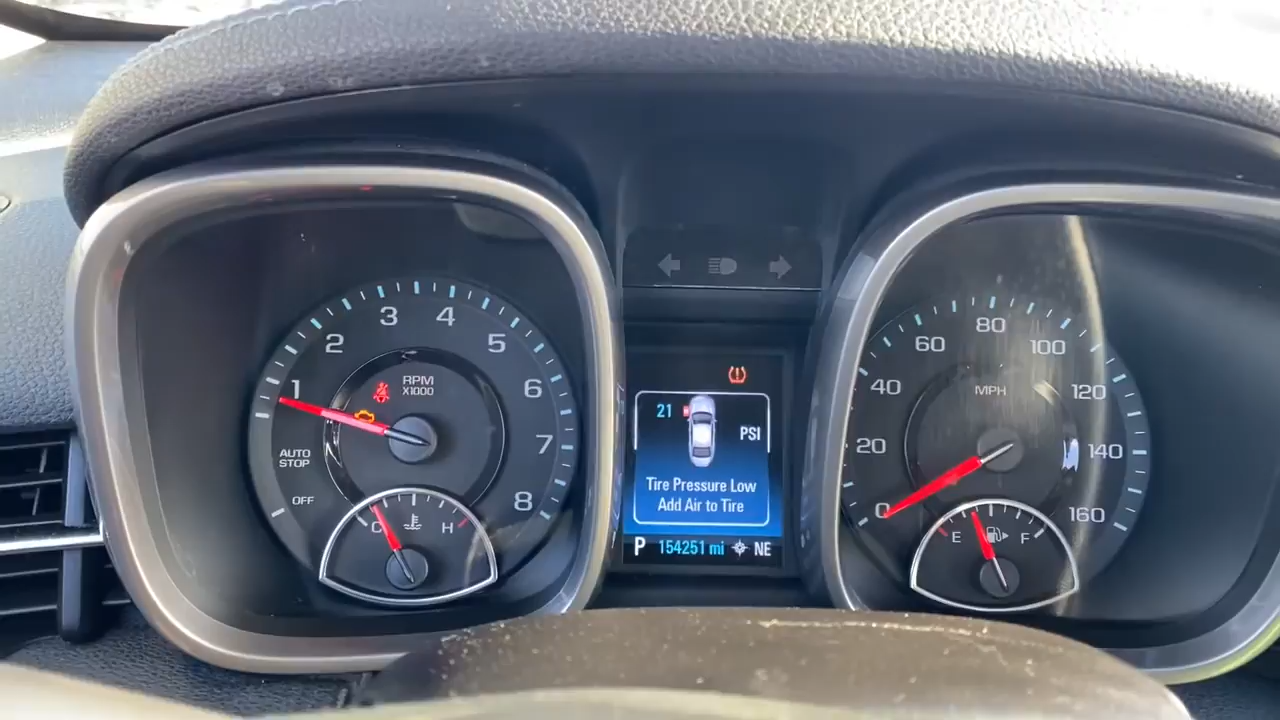 1
2
3
4
5
6
7
8
RPM
X1000
AUTO
STOP
OFF
C
H
21
PSI
Tire Pressure Low
Add Air to Tire
P 154251 mi NE
0
20
40
60
80
100
120
140
160
MPH
E
F